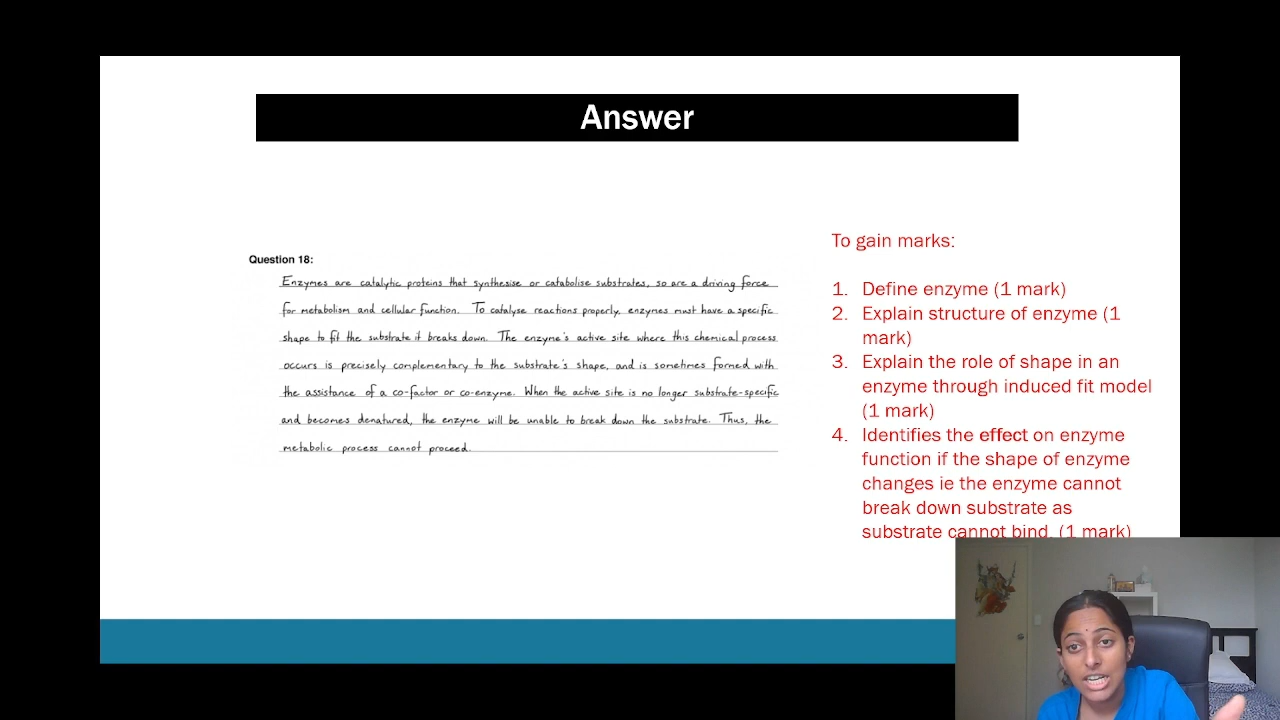 Answer
Question 18:
Enzymes are catalytic proteins that synthesise or catabolise substrates, so are a driving force
for metabolism and cellular function. To catalyse reactions properly, enzymes must have a specific
shape to fit the substrate it breaks down. The enzyme's active site where this chemical process
occurs is precisely complementary to the substrate's shape, and is sometimes formed with
the assistance of a co-factor or co-enzyme. When the active site is no longer substrate-specific
and becomes denatured, the enzyme will be unable to break down the substrate. Thus, the
metabolic process cannot proceed.
To gain marks:
1. Define enzyme (1 mark)
2. Explain structure of enzyme (1
mark)
3. Explain the role of shape in an
enzyme through induced fit model
(1 mark)
4. Identifies the effect on enzyme
function if the shape of enzyme
changes ie the enzyme cannot
break down substrate as
substrate cannot bind. (1 mark)